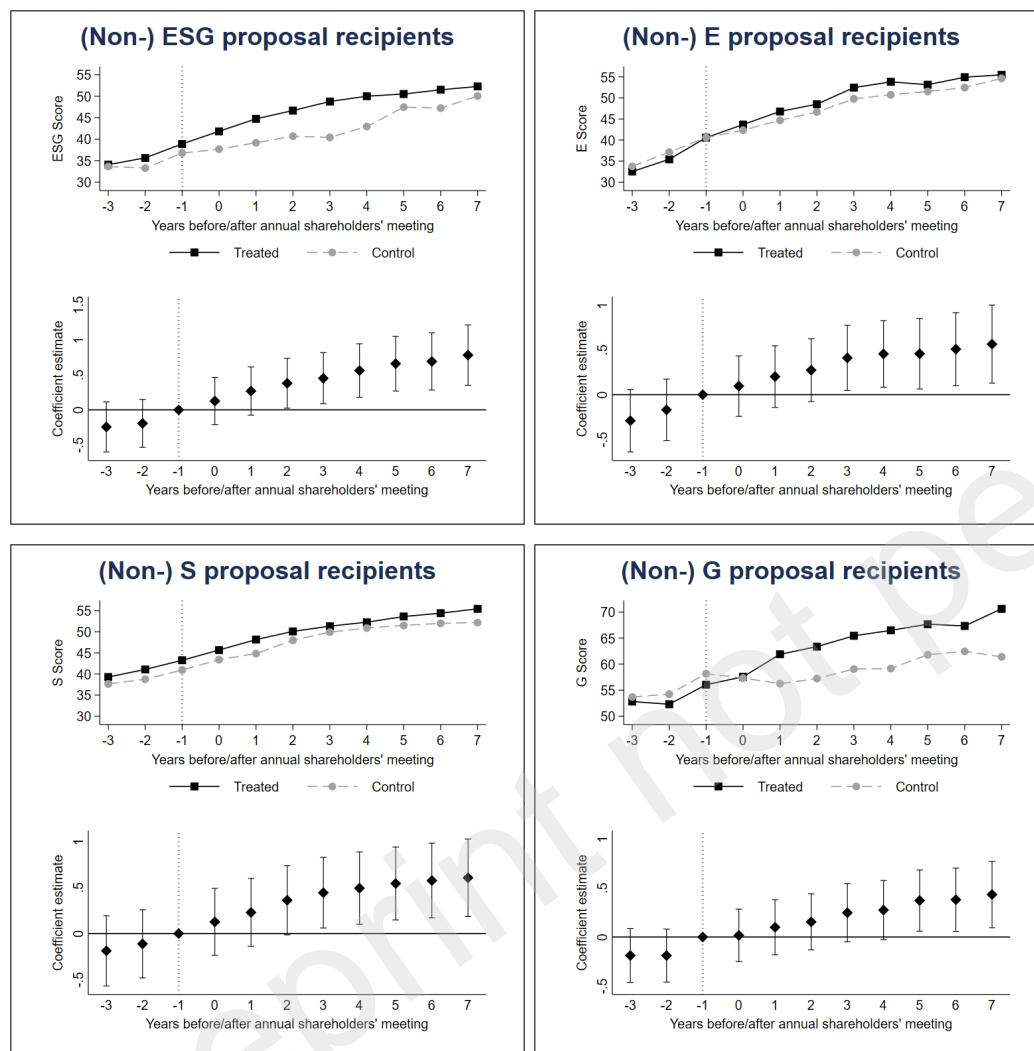 (Non-) ESG proposal recipients
ESG Score
55
50
45
40
35
30
-3 -2 -1 0 1 2 3 4 5 6 7
Years before/after annual shareholders' meeting
Treated Control
Coefficient estimate
1.5
1
.5
0
-.5
-3 -2 -1 0 1 2 3 4 5 6 7
Years before/after annual shareholders' meeting
(Non-) E proposal recipients
E Score
55
50
45
40
35
30
-3 -2 -1 0 1 2 3 4 5 6 7
Years before/after annual shareholders' meeting
Treated Control
Coefficient estimate
1
.5
0
-.5
-3 -2 -1 0 1 2 3 4 5 6 7
Years before/after annual shareholders' meeting
(Non-) S proposal recipients
S Score
55
50
45
40
35
30
-3 -2 -1 0 1 2 3 4 5 6 7
Years before/after annual shareholders' meeting
Treated Control
Coefficient estimate
1
.5
0
-.5
-3 -2 -1 0 1 2 3 4 5 6 7
Years before/after annual shareholders' meeting
(Non-) G proposal recipients
G Score
70
65
60
55
50
-3 -2 -1 0 1 2 3 4 5 6 7
Years before/after annual shareholders' meeting
Treated Control
Coefficient estimate
1
.5
0
-.5
-3 -2 -1 0 1 2 3 4 5 6 7
Years before/after annual shareholders' meeting
eprint not pe